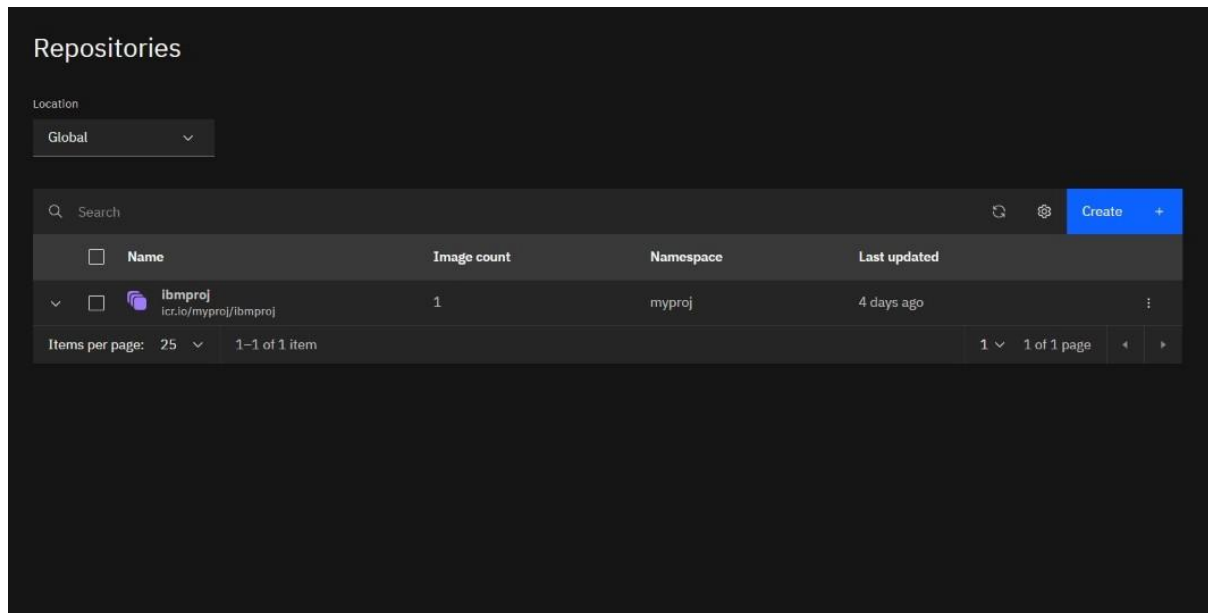 Repositories
Location
Global
Search
Create +
Name Image count Namespace Last updated
ibmproj 1 myproj 4 days ago
icr.io/myproj/ibmproj
Items per page: 25 1–1 of 1 item 1 1 of 1 page